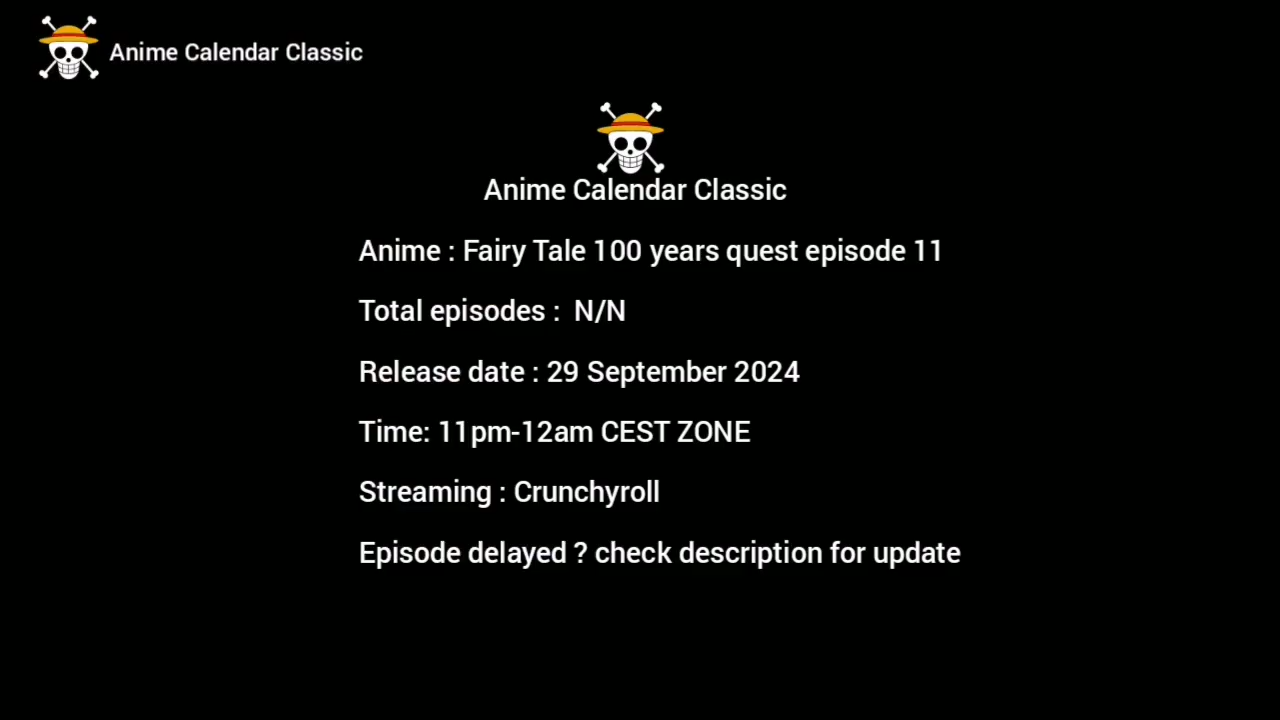 Anime Calendar Classic
Anime Calendar Classic
Anime : Fairy Tale 100 years quest episode 11
Total episodes :  N/N
Release date : 29 September 2024
Time: 11pm-12am CEST ZONE
Streaming : Crunchyroll
Episode delayed ? check description for update